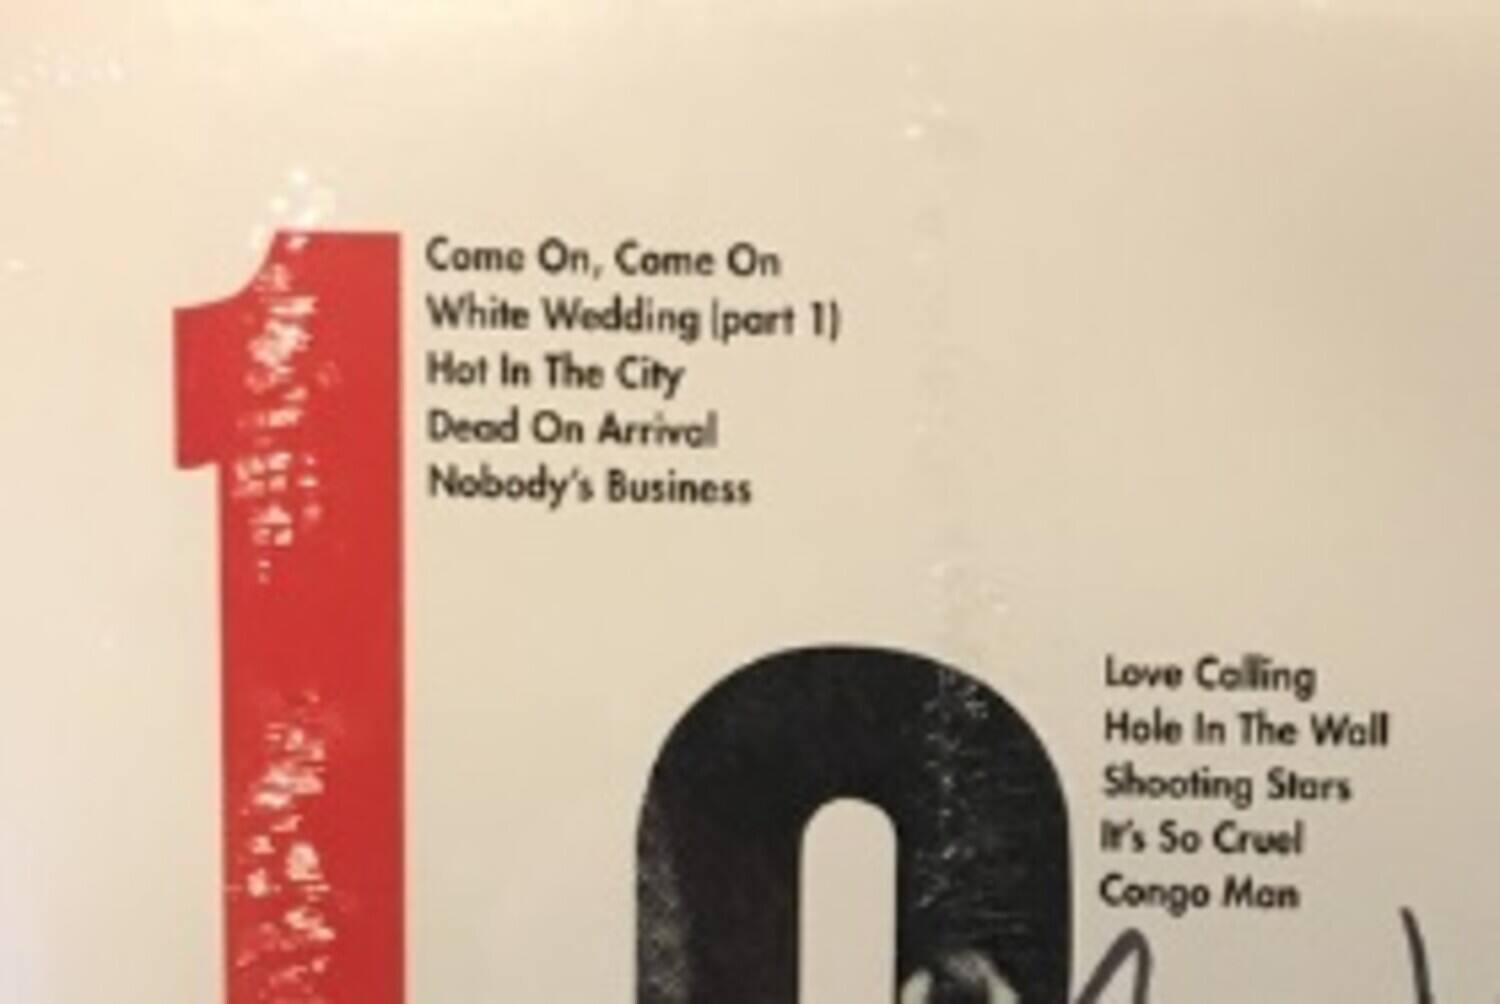 1
Come On, Come On
White Wedding (part 1)
Hot In The City
Dead On Arrival
Nobody's Business
Love Calling
Hole In The Wall
Shooting Stars
It's So Cruel
Congo Man